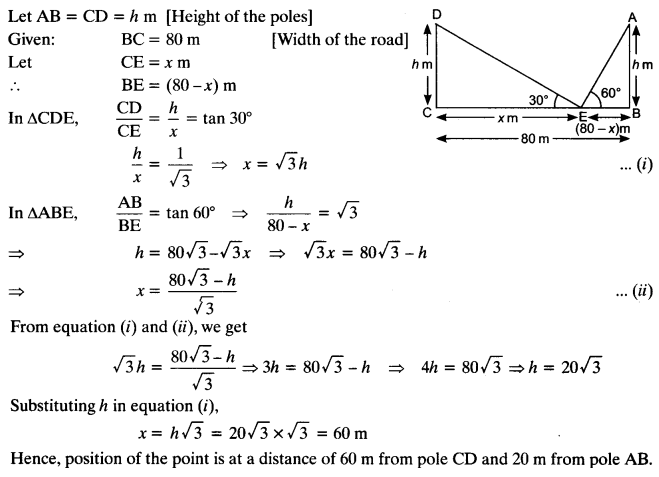 Let AB = CD = h m [Height of the poles]
Given: BC = 80 m [Width of the road]
Let CE = x m
∴ BE = (80 – x) m
In ΔCDE, CD/CE = h/x = tan 30°
h/x = 1/√3 ⇒ x = √3h ... (i)
In ΔABE, AB/BE = tan 60° ⇒ h/(80 – x) = √3
⇒ h = 80√3 – √3x ⇒ √3x = 80√3 – h
⇒ x = (80√3 – h)/√3 ... (ii)
From equation (i) and (ii), we get
√3h = (80√3 – h)/√3 ⇒ 3h = 80√3 – h ⇒ 4h = 80√3 ⇒ h = 20√3
Substituting h in equation (i),
x = h√3 = 20√3 × √3 = 60 m
Hence, position of the point is at a distance of 60 m from pole CD and 20 m from pole AB.
D A
h m h m
30° 60°
C E B
x m (80 – x)m
80 m